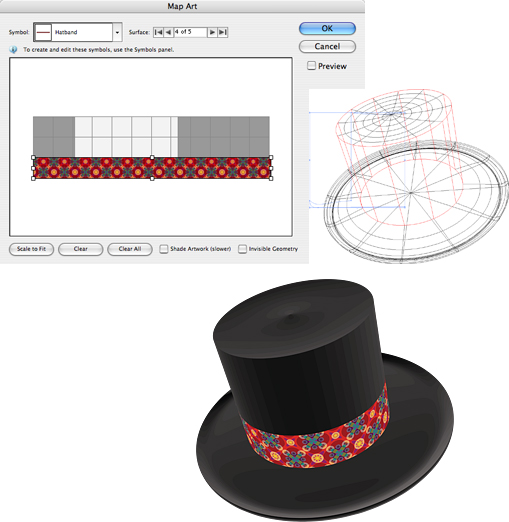 Map Art
Symbol: Hatband Surface: 4 of 5 OK
To create and edit these symbols, use the Symbols panel. Cancel
Preview
Scale to Fit Clear Clear All Shade Artwork (slower) Invisible Geometry